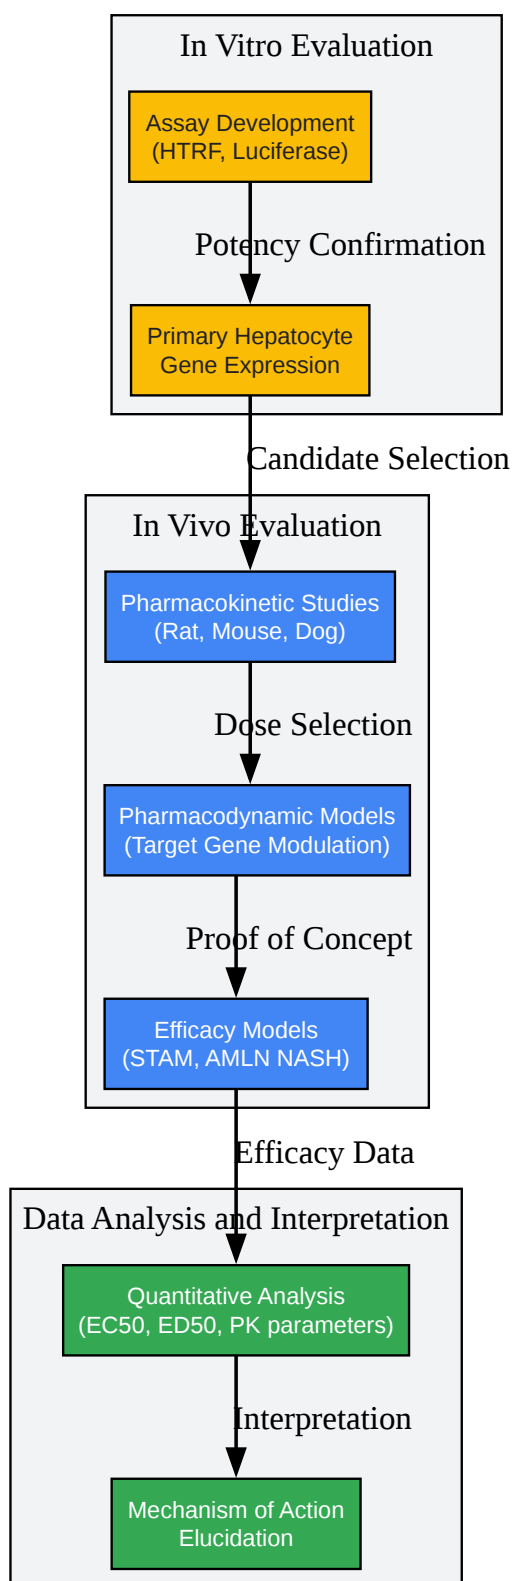 In Vitro Evaluation
Assay Development
(HTRF, Luciferase)
Potency Confirmation
Primary Hepatocyte
Gene Expression
Candidate Selection
In Vivo Evaluation
Pharmacokinetic Studies
(Rat, Mouse, Dog)
Dose Selection
Pharmacodynamic Models
(Target Gene Modulation)
Proof of Concept
Efficacy Models
(STAM, AMLN NASH)
Efficacy Data
Data Analysis and Interpretation
Quantitative Analysis
(EC50, ED50, PK parameters)
Interpretation
Mechanism of Action
Elucidation